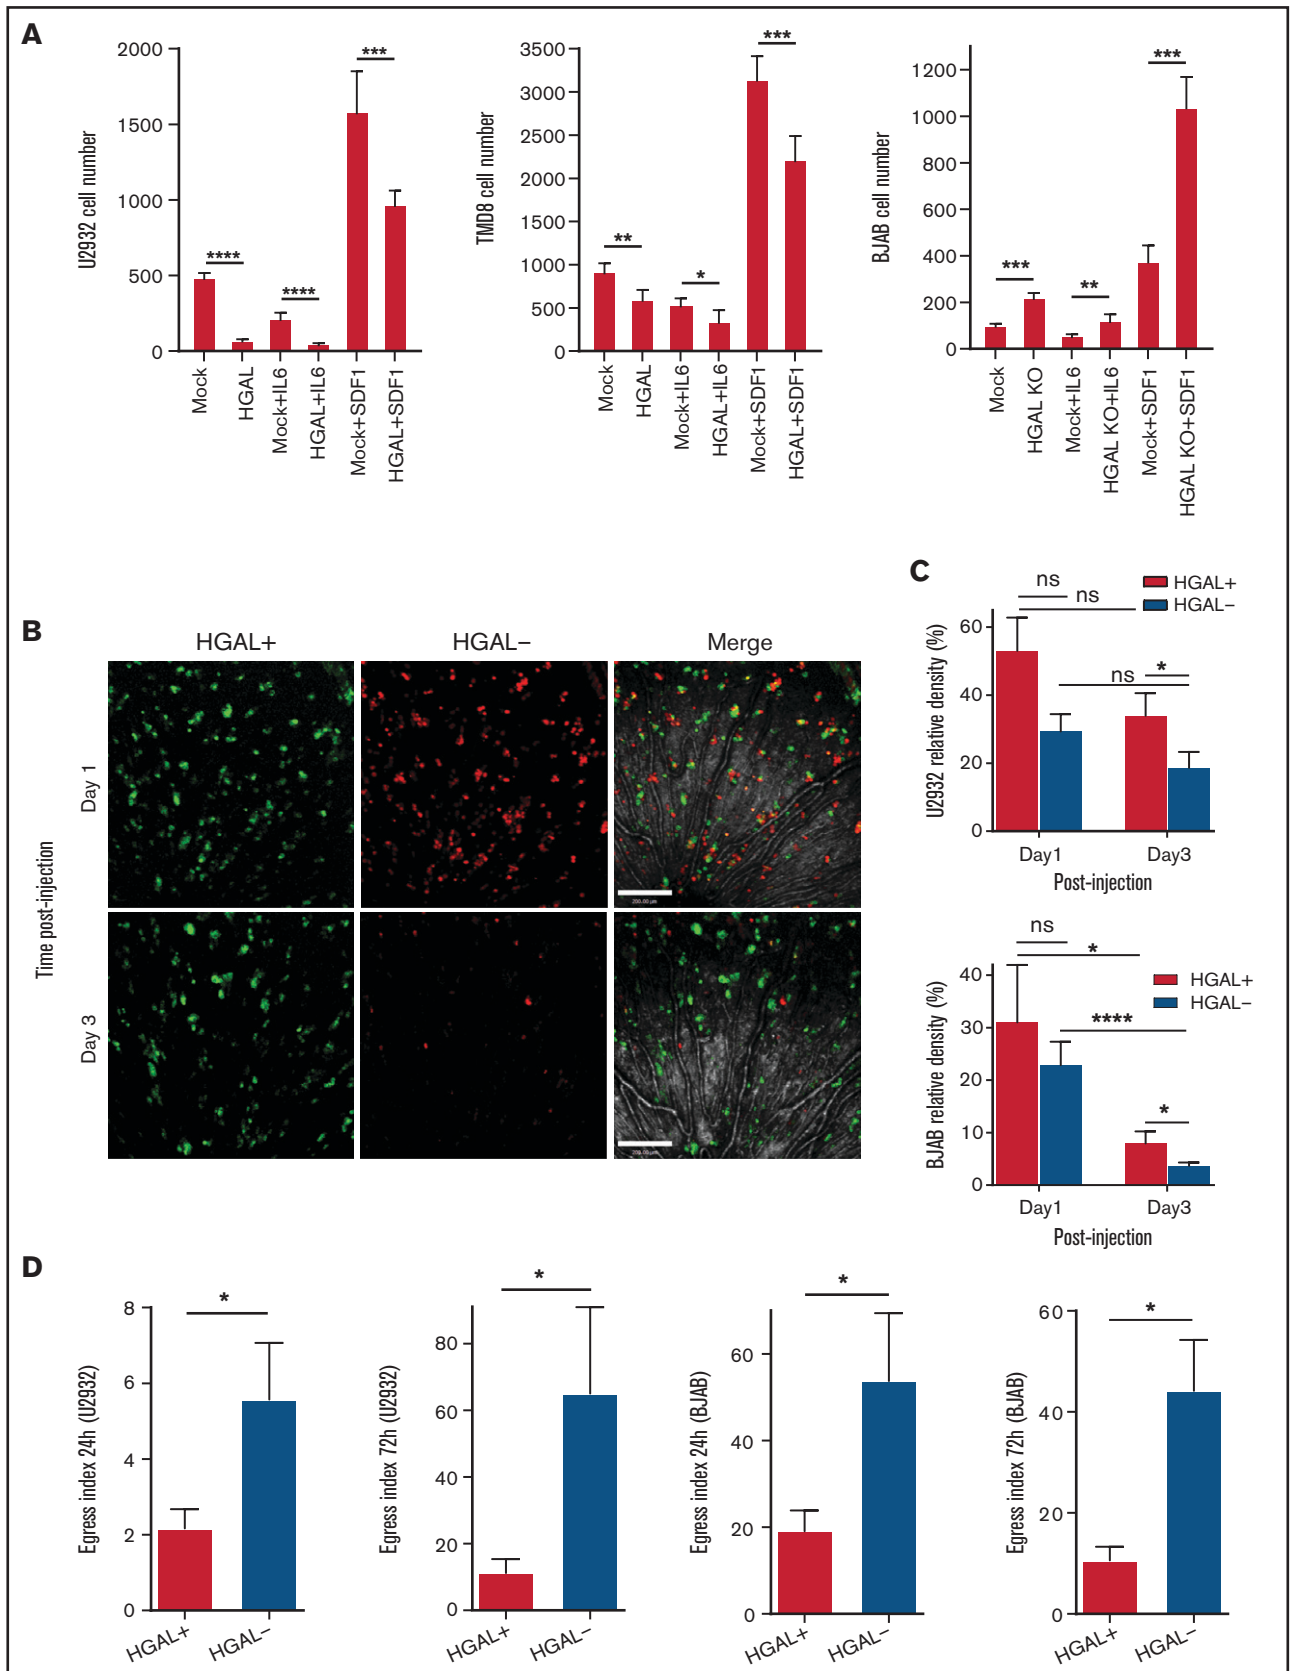 A
U2932 cell number
2000
1500
1000
500
0
****
****
***
Mock
HGAL
Mock+IL6
HGAL+IL6
Mock+SDF1
HGAL+SDF1
TMD8 cell number
3500
3000
2500
2000
1500
1000
500
0
**
*
***
Mock
HGAL
Mock+IL6
HGAL+IL6
Mock+SDF1
HGAL+SDF1
BJAB cell number
1200
1000
800
600
400
200
0
***
**
***
Mock
HGAL KO
Mock+IL6
HGAL KO+IL6
Mock+SDF1
HGAL KO+SDF1
B
HGAL+
HGAL−
Merge
Time post-injection
Day 1
Day 3
200.00 µm
200.00 µm
C
HGAL+
HGAL−
U2932 relative density (%)
60
40
20
0
ns
ns
ns
*
Day1
Day3
Post-injection
HGAL+
HGAL−
BJAB relative density (%)
40
30
20
10
0
ns
*
****
*
Day1
Day3
Post-injection
D
Egress index 24h (U2932)
8
6
4
2
0
*
HGAL+
HGAL−
Egress index 72h (U2932)
80
60
40
20
0
*
HGAL+
HGAL−
Egress index 24h (BJAB)
60
40
20
0
*
HGAL+
HGAL−
Egress index 72h (BJAB)
60
40
20
0
*
HGAL+
HGAL−